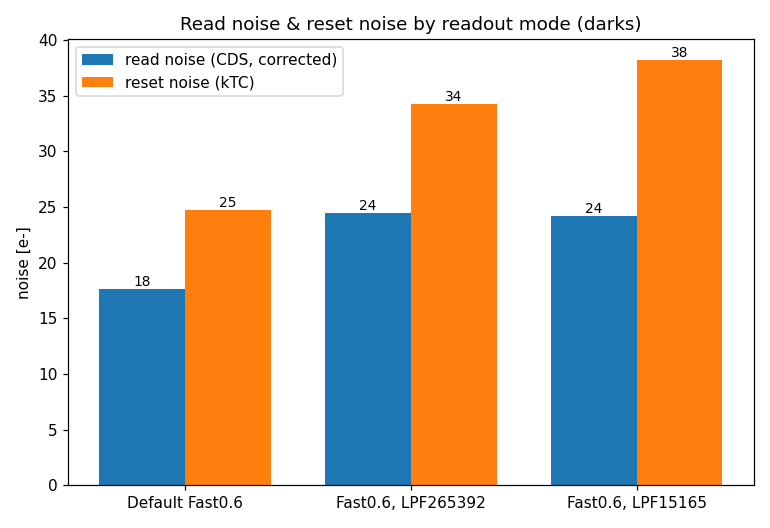 Read noise & reset noise by readout mode (darks)
read noise (CDS, corrected)
reset noise (kTC)
noise [e-]
40
35
30
25
20
15
10
5
0
18
25
24
34
24
38
Default Fast0.6
Fast0.6, LPF265392
Fast0.6, LPF15165